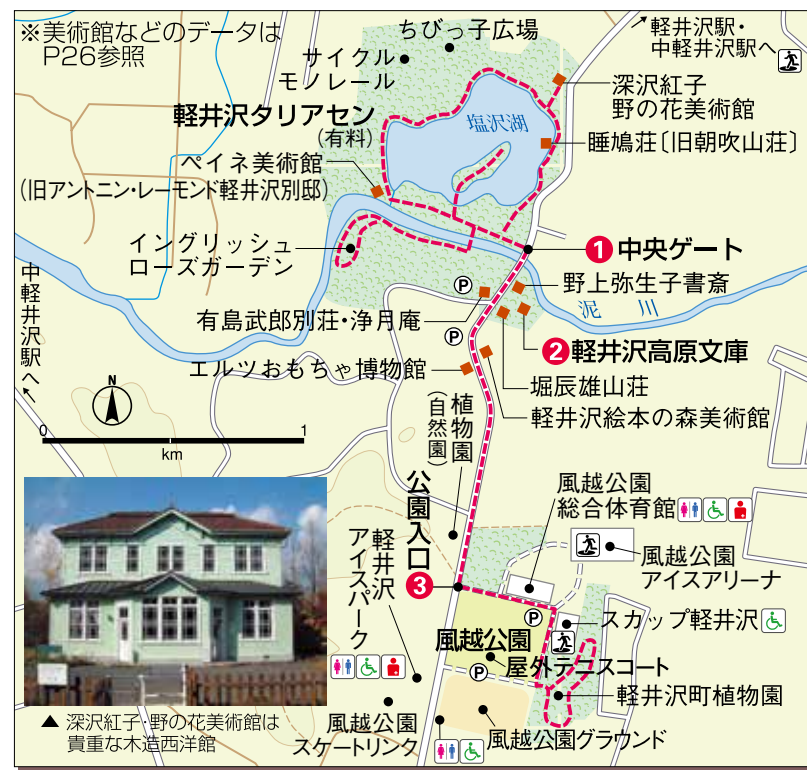 ※美術館などのデータは
P26参照
ちびっ子広場
サイクル
モノレール
軽井沢駅・
中軽井沢駅へ
深沢紅子
野の花美術館
軽井沢タリアセン
(有料)
塩沢湖
睡鳩荘〔旧朝吹山荘〕
ペイネ美術館
(旧アントニン・レーモンド軽井沢別邸)
イングリッシュ
ローズガーデン
1 中央ゲート
中軽井沢駅へ
P
野上弥生子書斎
泥川
有島武郎別荘・浄月庵
P
2 軽井沢高原文庫
エルツおもちゃ博物館
堀辰雄山荘
軽井沢絵本の森美術館
N
0 1
km
植物園
(自然園)
公園入口
3
風越公園
総合体育館
風越公園
アイスアリーナ
軽井沢
アイスパーク
P
スカップ軽井沢
風越公園
屋外テニスコート
P
軽井沢町植物園
風越公園
スケートリンク
風越公園グラウンド
▲ 深沢紅子・野の花美術館は
貴重な木造西洋館